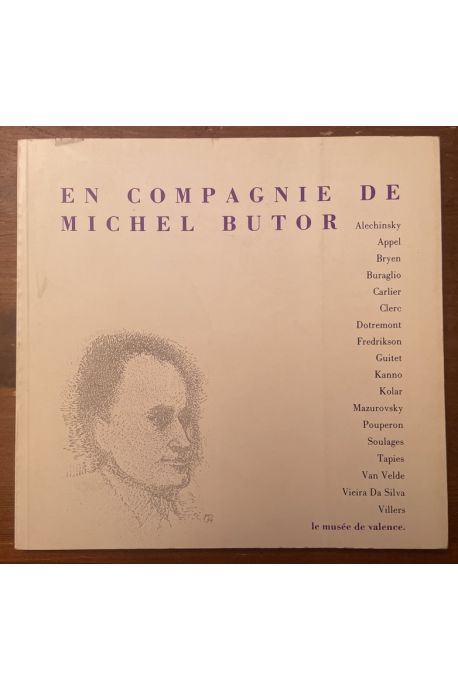 EN COMPAGNIE DE
MICHEL BUTOR
Alechinsky
Appel
Bryen
Buraglio
Carlier
Clerc
Dotremont
Fredrikson
Guitet
Kanno
Kolar
Mazurovsky
Pouperon
Soulages
Tapies
Van Velde
Vieira Da Silva
Villers
le musée de valence.